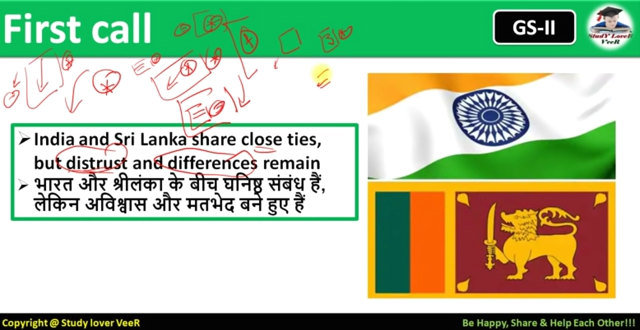 First call
GS-II
StudY LoveR
VeeR
➢ India and Sri Lanka share close ties,
but distrust and differences remain
➢ भारत और श्रीलंका के बीच घनिष्ठ संबंध हैं,
लेकिन अविश्वास और मतभेद बने हुए हैं
Copyright @ Study lover VeeR
Be Happy, Share & Help Each Other!!!